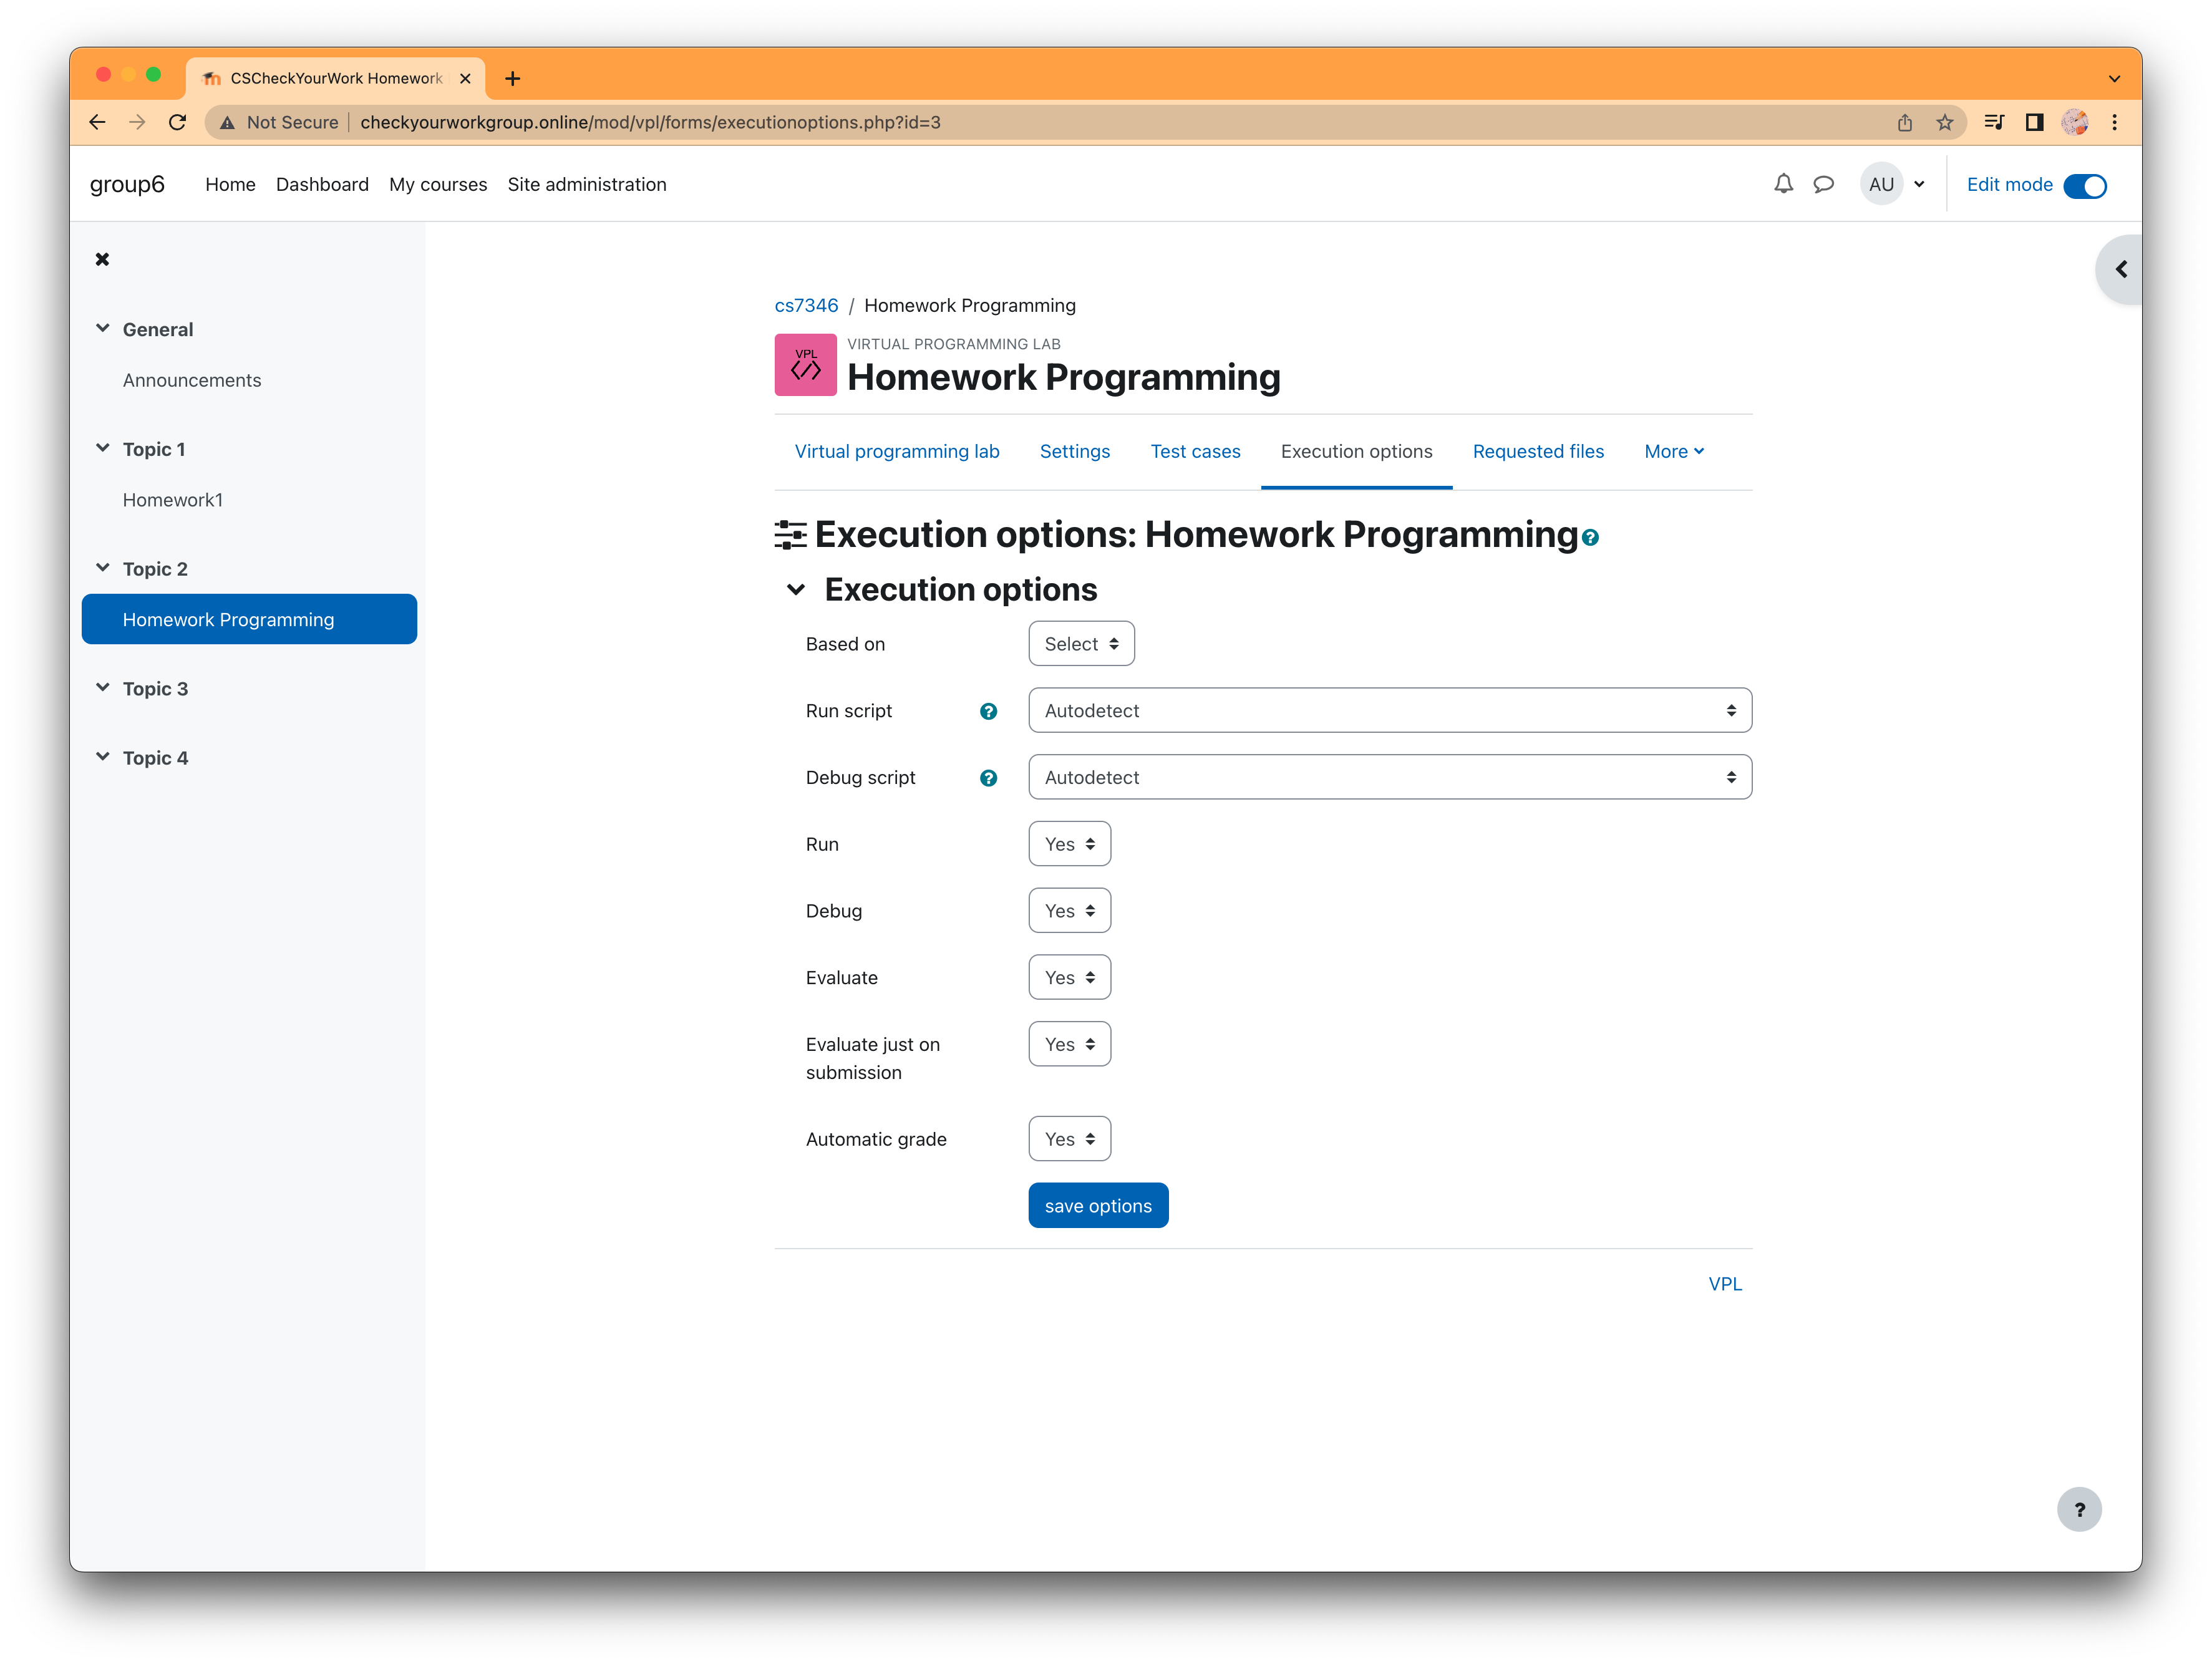 CSCheckYourWork Homework
Not Secure checkyourworkgroup.online/mod/vpl/forms/executionoptions.php?id=3
group6 Home Dashboard My courses Site administration AU Edit mode
General
Announcements
Topic 1
Homework1
Topic 2
Homework Programming
Topic 3
Topic 4
cs7346 / Homework Programming
VPL
VIRTUAL PROGRAMMING LAB
Homework Programming
Virtual programming lab Settings Test cases Execution options Requested files More
Execution options: Homework Programming ?
Execution options
Based on Select
Run script ? Autodetect
Debug script ? Autodetect
Run Yes
Debug Yes
Evaluate Yes
Evaluate just on Yes
submission
Automatic grade Yes
save options
VPL
?